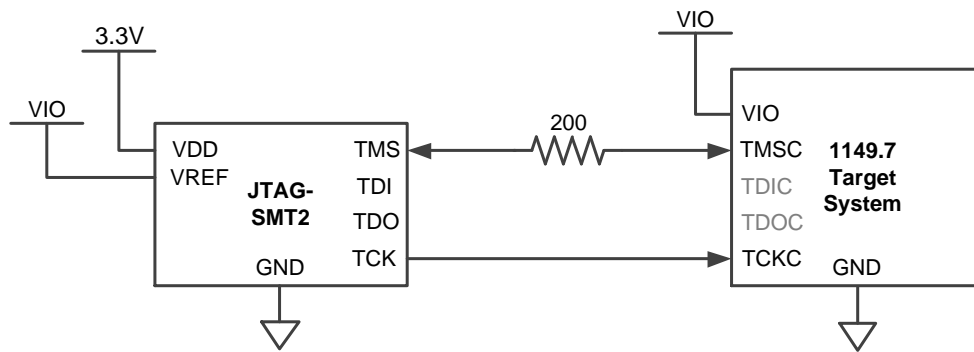 VIO
3.3V
VIO
VIO
200
VDD
TMS
TMSC
1149.7
VREF
TDI
TDIC
Target
JTAG-
System
SMT2
TDO
TDOC
TCK
TCKC
GND
GND